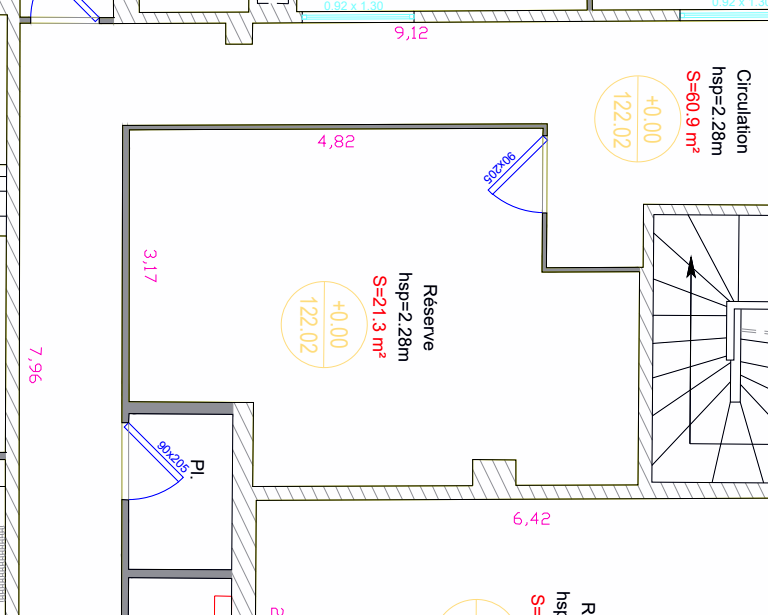 0.92 x 1.30
0.92 x 1.30
9,12
Circulation
hsp=2.28m
S=60.9 m²
+0.00
122.02
4,82
90x205
3,17
Réserve
hsp=2.28m
S=21.3 m²
+0.00
122.02
7,96
90x205
Pl.
6,42